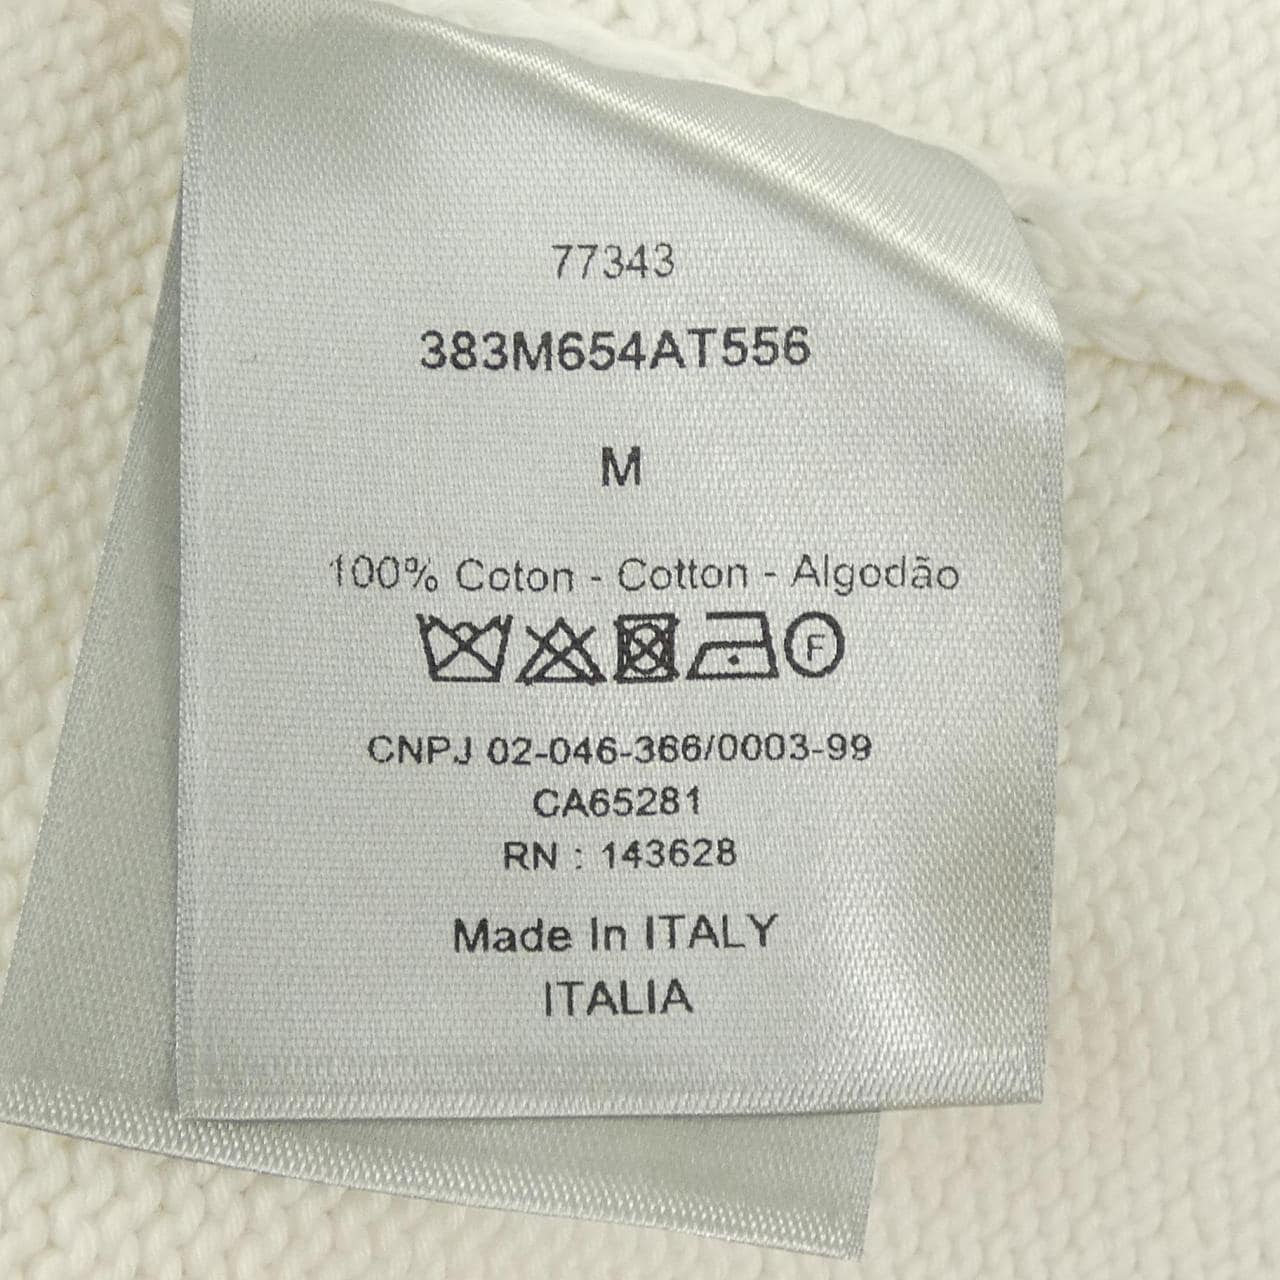 77343
383M654AT556
M
100% Coton - Cotton - Algodão
F
CNPJ 02-046-366/0003-99
CA65281
RN : 143628
Made In ITALY
ITALIA